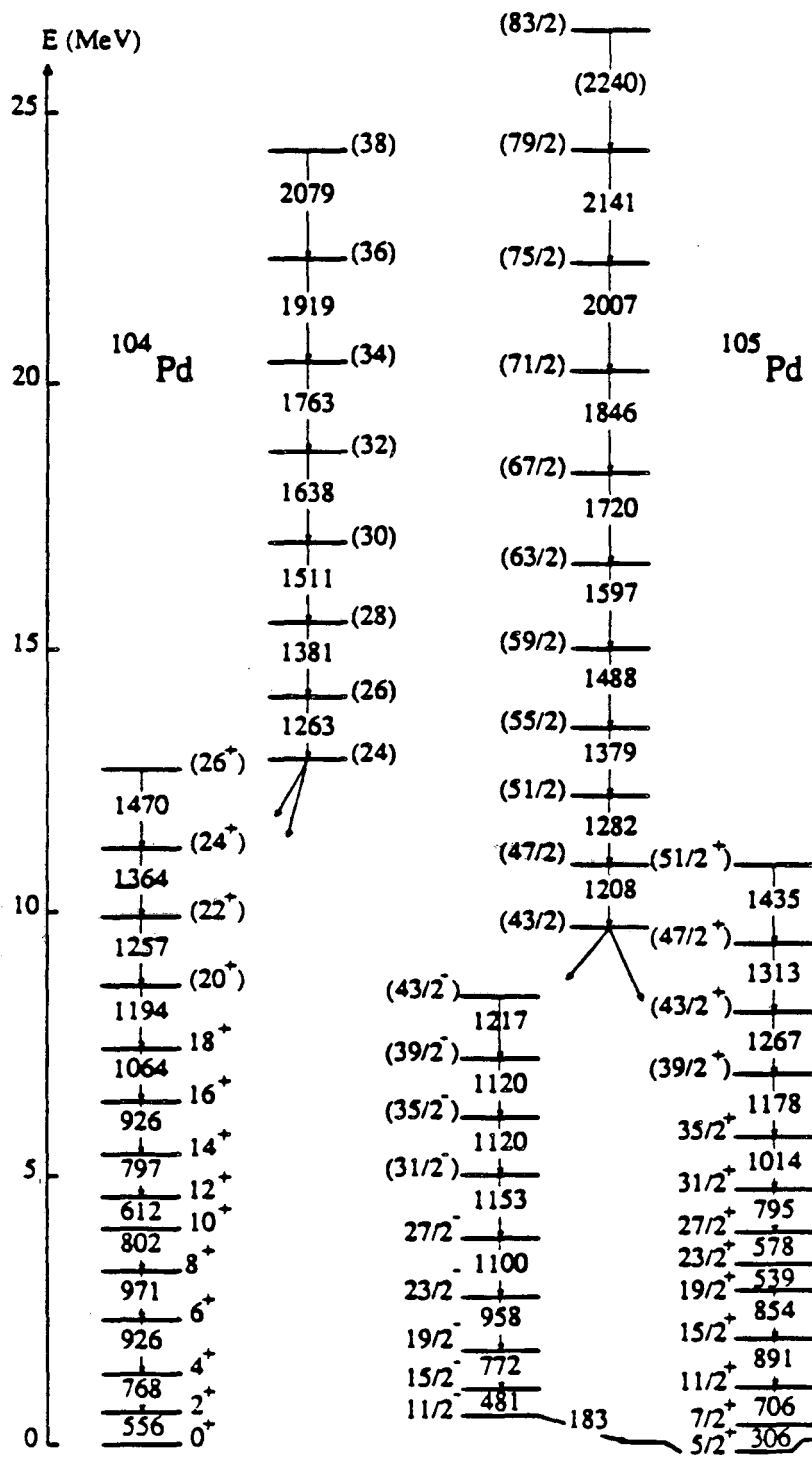 (83/2)
E (MeV)
(2240)
25
(38) (79/2)
2079 2141
(36) (75/2)
1919 2007
104 Pd 105 Pd
20 (34) (71/2)
1763 1846
(32) (67/2)
1638 1720
(30) (63/2)
1511 1597
(28) (59/2)
15
1381 1488
(26) (55/2)
1263 1379
(26⁺) (24) (51/2)
1470 1282
(24⁺) (47/2) (51/2⁺)
1364 1208 1435
10 (22⁺) (43/2) (47/2⁺)
1257 1313
(20⁺) (43/2⁻) (43/2⁺)
1194 1217 1267
18⁺ (39/2⁻) (39/2⁺)
1064 1120 1178
16⁺ (35/2⁻) 35/2⁺
926 1120 1014
14⁺ (31/2⁻) 31/2⁺
5
797 1153 795
12⁺ 27/2⁻ 27/2⁺
612 1100 578
10⁺ 23/2⁻ 23/2⁺
802 958 539
8⁺ 19/2⁻ 19/2⁺
971 772 854
6⁺ 15/2⁻ 15/2⁺
926 481 891
4⁺ 11/2⁻ 11/2⁺
768 183 706
2⁺ 7/2⁺
556 306
0 0⁺ 5/2⁺